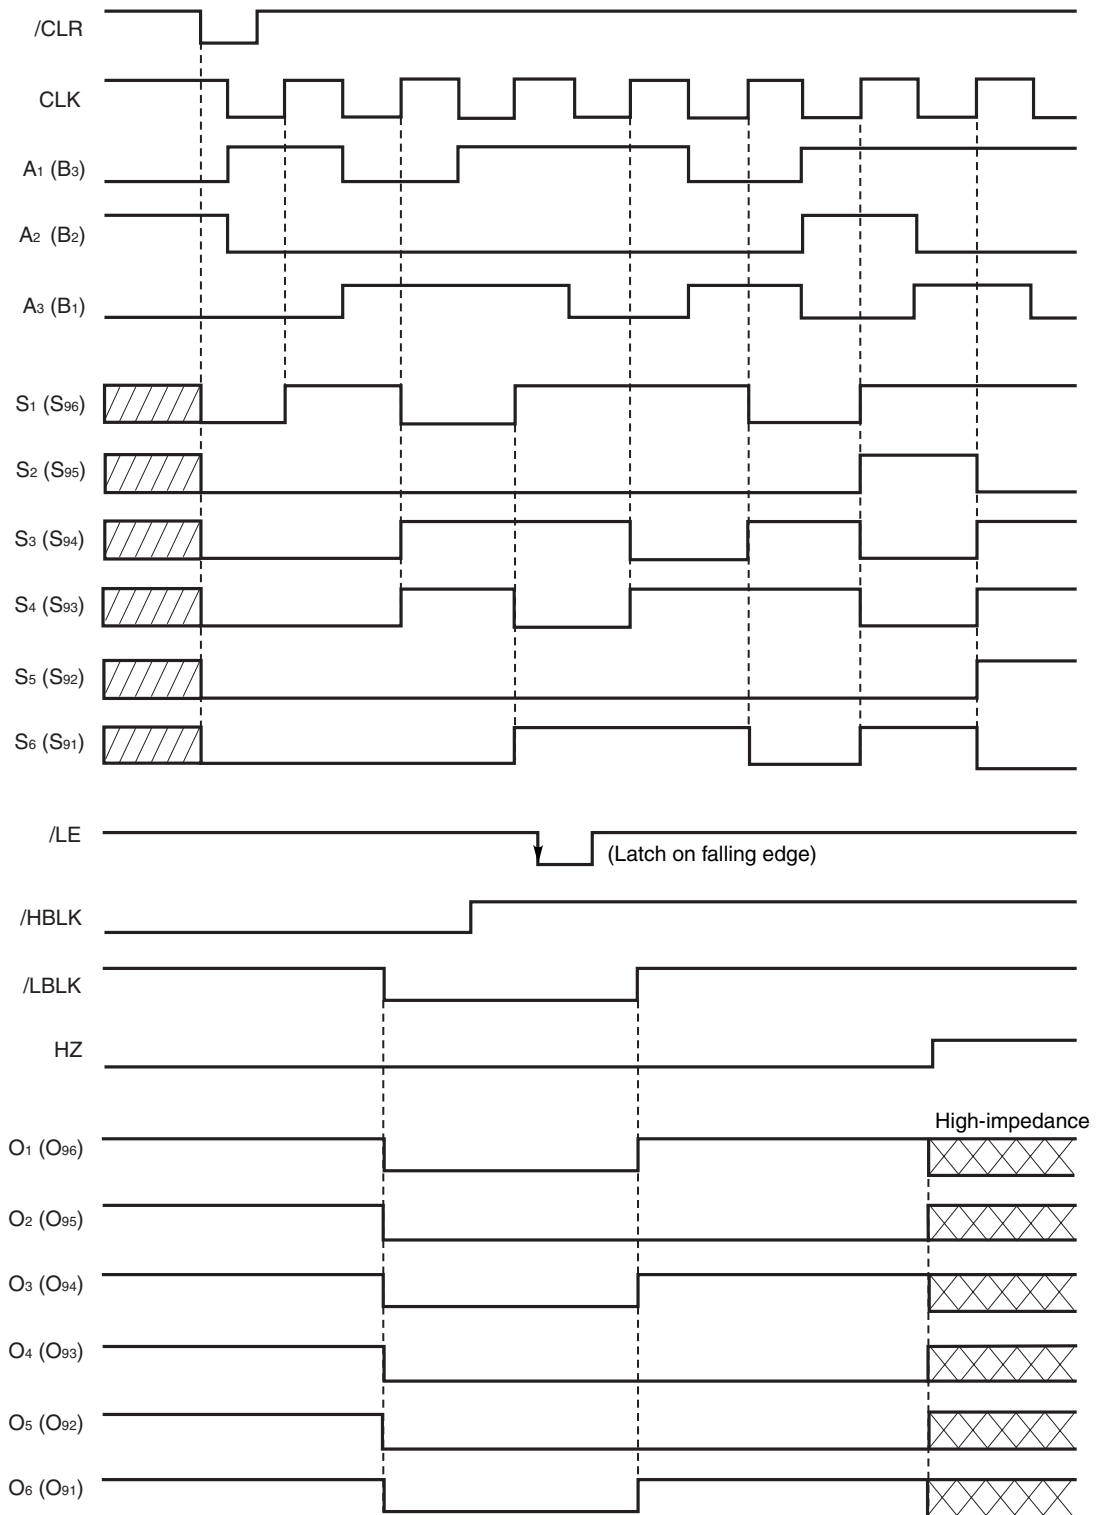 /CLR
CLK
A1 (B3)
A2 (B2)
A3 (B1)
S1 (S96)
S2 (S95)
S3 (S94)
S4 (S93)
S5 (S92)
S6 (S91)
/LE
(Latch on falling edge)
/HBLK
/LBLK
HZ
High-impedance
O1 (O96)
O2 (O95)
O3 (O94)
O4 (O93)
O5 (O92)
O6 (O91)